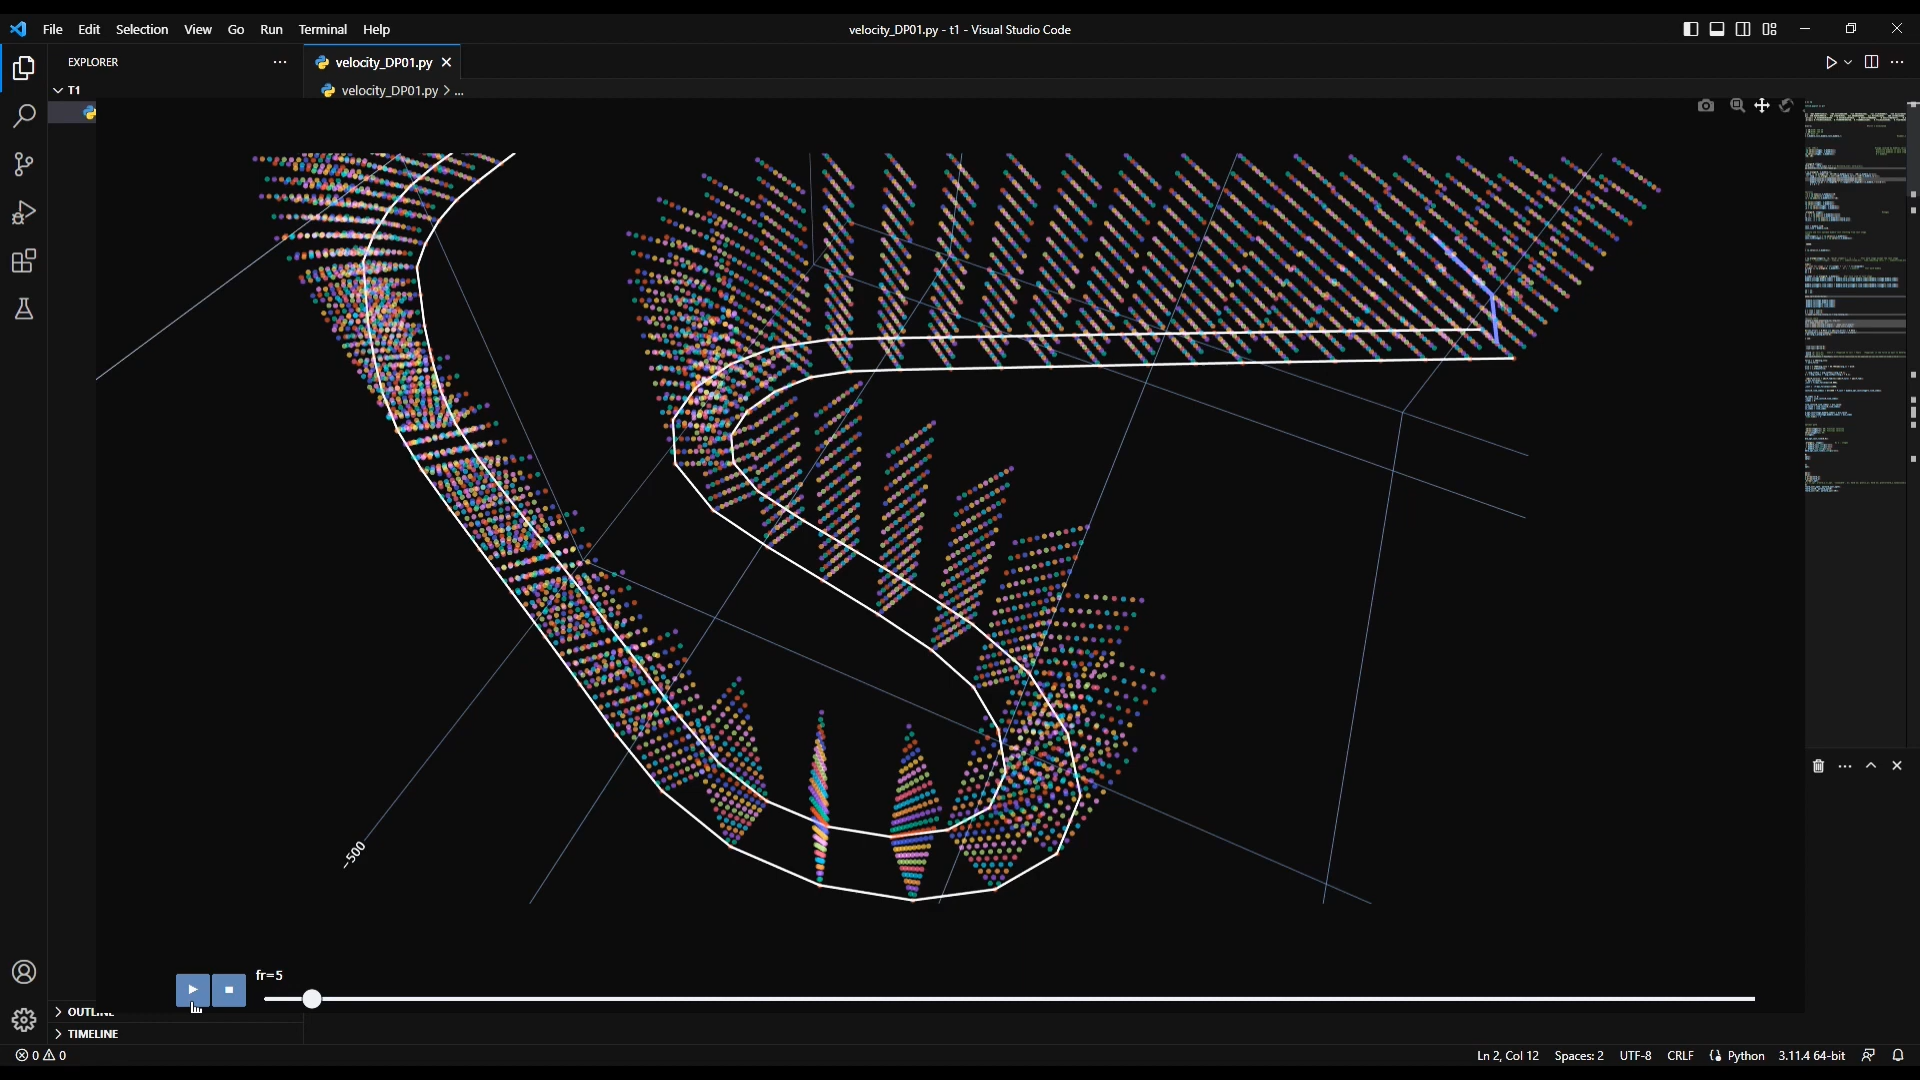 File Edit Selection View Go Run Terminal Help
velocity_DP01.py - t1 - Visual Studio Code
EXPLORER
velocity_DP01.py
T1
velocity_DP01.py > ...
-500
fr=5
OUTLINE
TIMELINE
0 0
Ln 2, Col 12 Spaces: 2 UTF-8 CRLF Python 3.11.4 64-bit